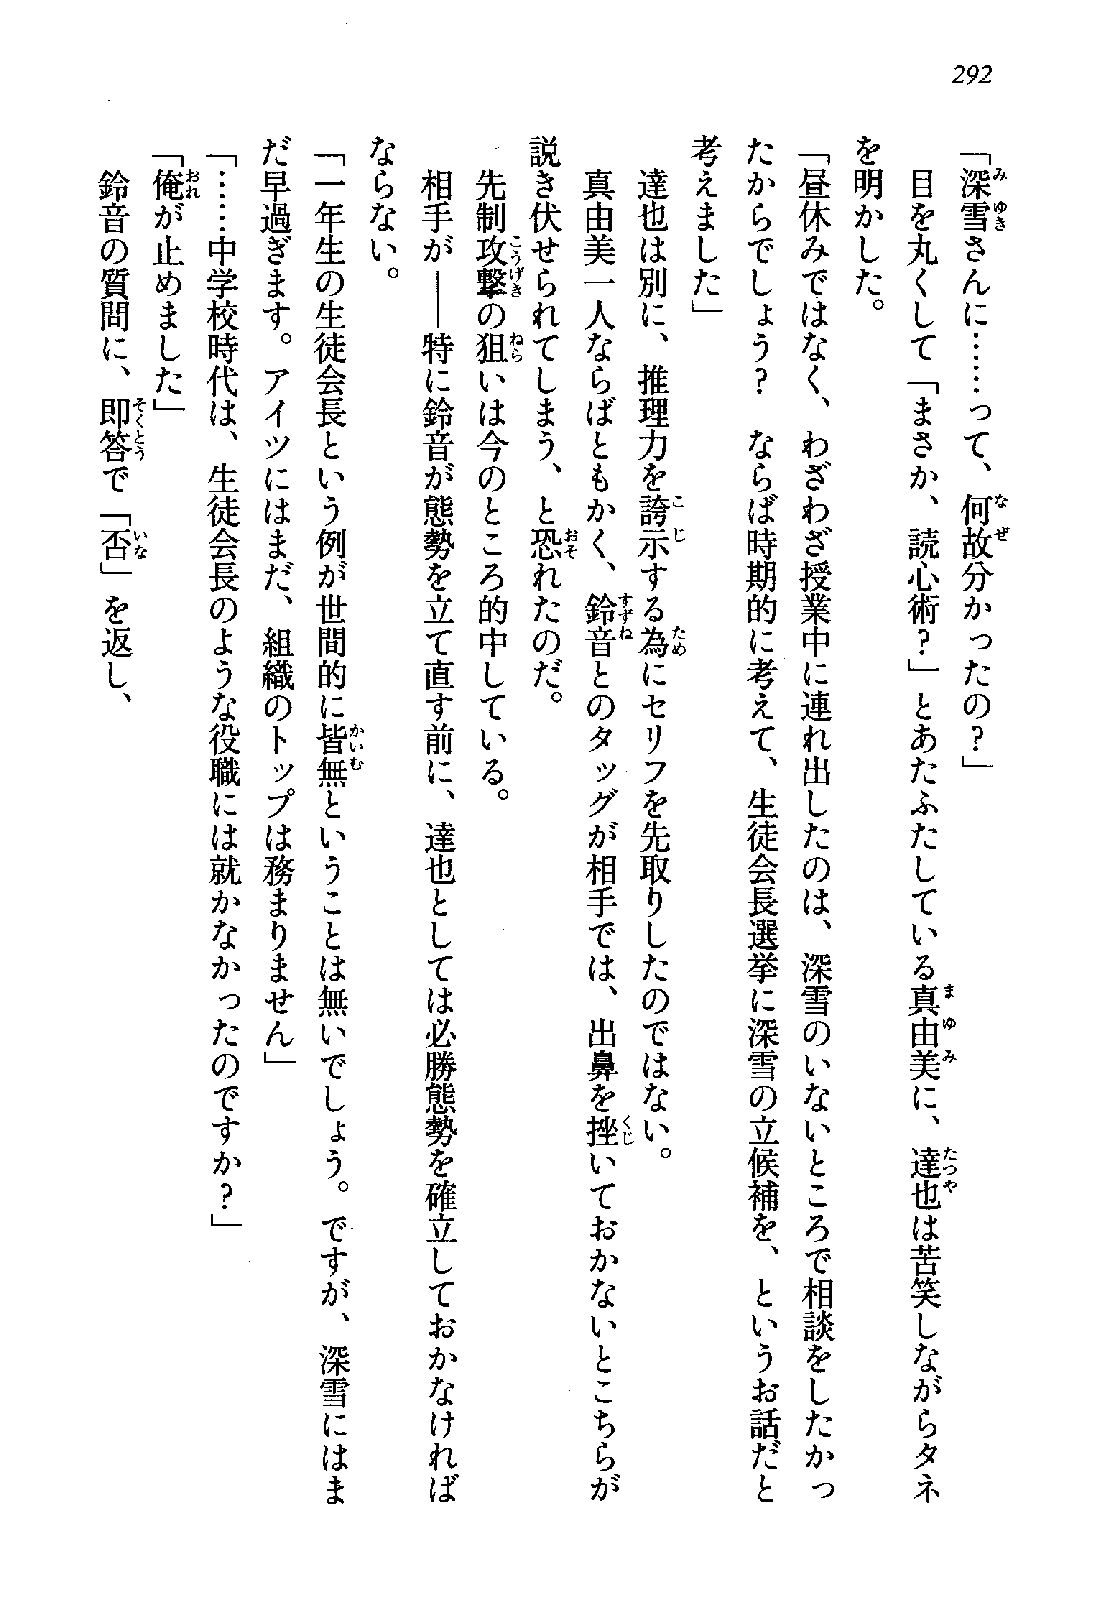 292
「深雪さんに……って、何故分かったの？」
目を丸くして「まさか、読心術？」とあたふたしている真由美に、達也は苦笑しながらタネ
を明かした。
「昼休みではなく、わざわざ授業中に連れ出したのは、深雪のいないところで相談をしたかっ
たからでしょう？　ならば時期的に考えて、生徒会長選挙に深雪の立候補を、というお話だと
考えました」
達也は別に、推理力を誇示する為にセリフを先取りしたのではない。
真由美一人ならばともかく、鈴音とのタッグが相手では、出鼻を挫いておかないとこちらが
説き伏せられてしまう、と恐れたのだ。
先制攻撃の狙いは今のところ的中している。
相手が――特に鈴音が態勢を立て直す前に、達也としては必勝態勢を確立しておかなければ
ならない。
「一年生の生徒会長という例が世間的に皆無ということは無いでしょう。ですが、深雪にはま
だ早過ぎます。アイツにはまだ、組織のトップは務まりません」
「……中学校時代は、生徒会長のような役職には就かなかったのですか？」
「俺が止めました」
鈴音の質問に、即答で「否」を返し、